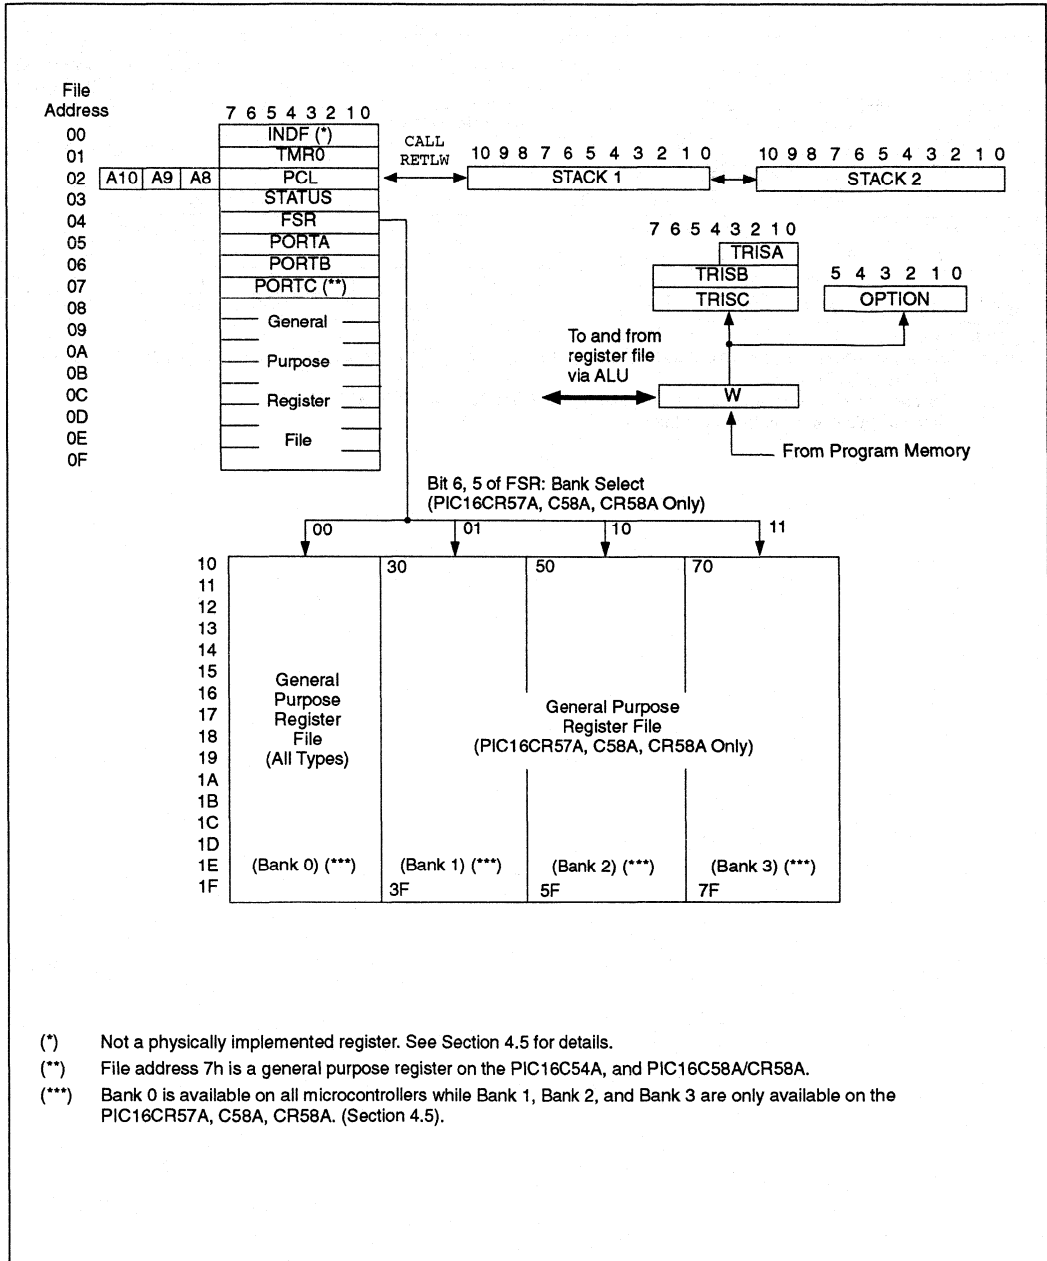 File
Address
7 6 5 4 3 2 1 0
00 INDF (*)
01 TMR0
02 A10 A9 A8 PCL
03 STATUS
04 FSR
05 PORTA
06 PORTB
07 PORTC (**)
08
09 General
0A
0B Purpose
0C Register
0D
0E File
0F
CALL
RETLW
10 9 8 7 6 5 4 3 2 1 0
STACK 1
10 9 8 7 6 5 4 3 2 1 0
STACK 2
7 6 5 4 3 2 1 0
TRISA
TRISB
TRISC
5 4 3 2 1 0
OPTION
To and from
register file
via ALU
W
From Program Memory
Bit 6, 5 of FSR: Bank Select
(PIC16CR57A, C58A, CR58A Only)
00 01 10 11
10 30 50 70
11
12
13
14
15
16
17
18
19
1A
1B
1C
1D
1E
1F
General
Purpose
Register
File
(All Types)
General Purpose
Register File
(PIC16CR57A, C58A, CR58A Only)
(Bank 0) (***) (Bank 1) (***) (Bank 2) (***) (Bank 3) (***)
3F 5F 7F
(*) Not a physically implemented register. See Section 4.5 for details.
(**) File address 7h is a general purpose register on the PIC16C54A, and PIC16C58A/CR58A.
(***) Bank 0 is available on all microcontrollers while Bank 1, Bank 2, and Bank 3 are only available on the
PIC16CR57A, C58A, CR58A. (Section 4.5).